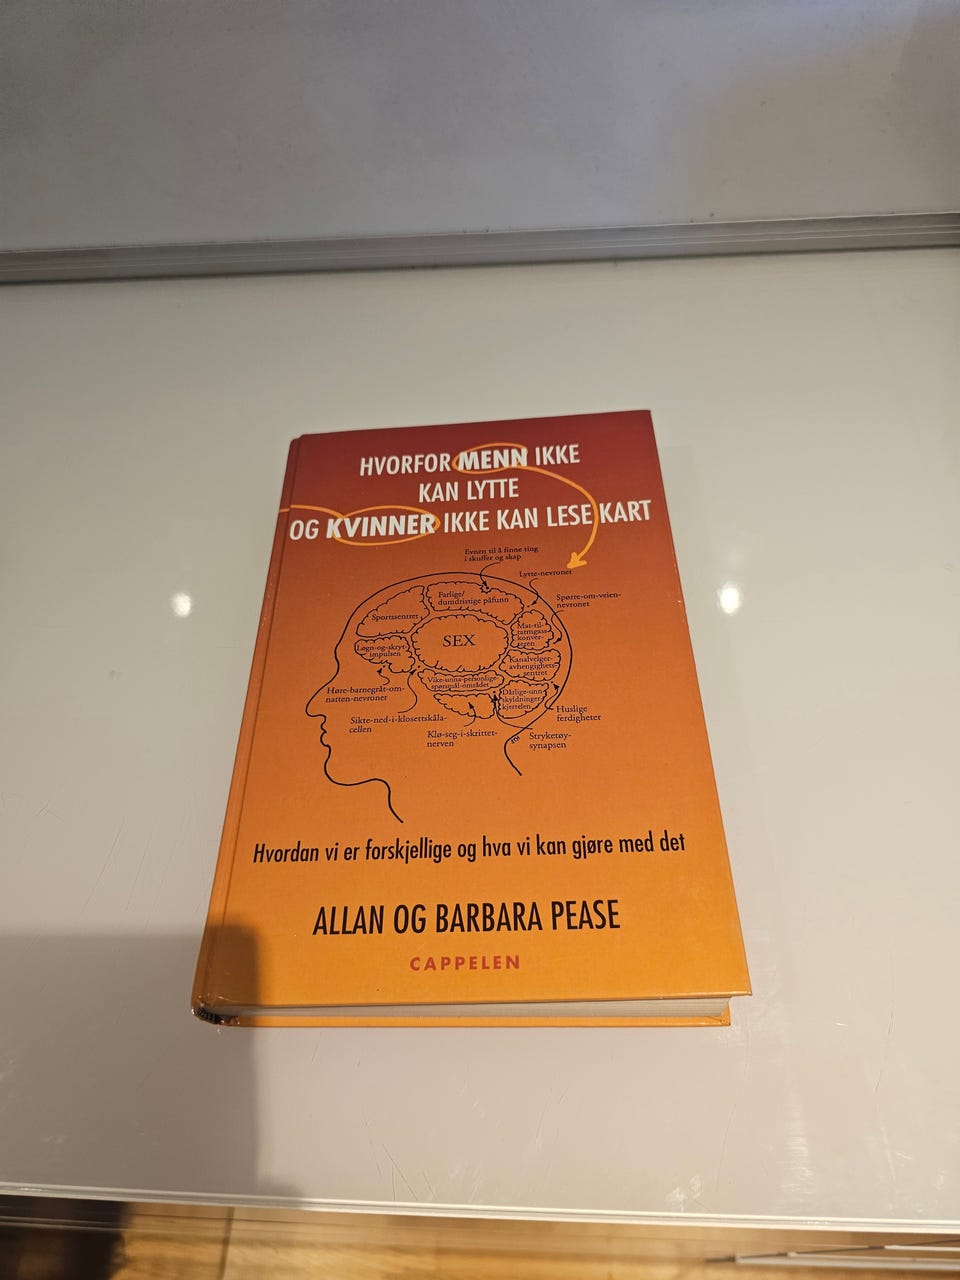 HVORFOR MENN IKKE
KAN LYTTE
OG KVINNER IKKE KAN LESE KART
Evnen til å finne ting
i skuffer og skap
Lytte-nevronet
Farlige/
dumdristige påfunn
Spørre-om-veien-
nevronet
Sportssentret
SEX
Mat-til-
tarmgass-
konver-
teren
Løgn-og-skryt-
impulsen
Kanalvelger-
avhengighets-
sentret
Vike-unna-personlige-
spørsmål-området
Høre-barnegråt-om-
natten-nevronet
Dårlige-unn-
skyldninger-
kjertelen
Sikte-ned-i-klosettskåla-
cellen
Huslige
ferdigheter
Klø-seg-i-skrittet-
nerven
Stryketøy-
synapsen
Hvordan vi er forskjellige og hva vi kan gjøre med det
ALLAN OG BARBARA PEASE
CAPPELEN